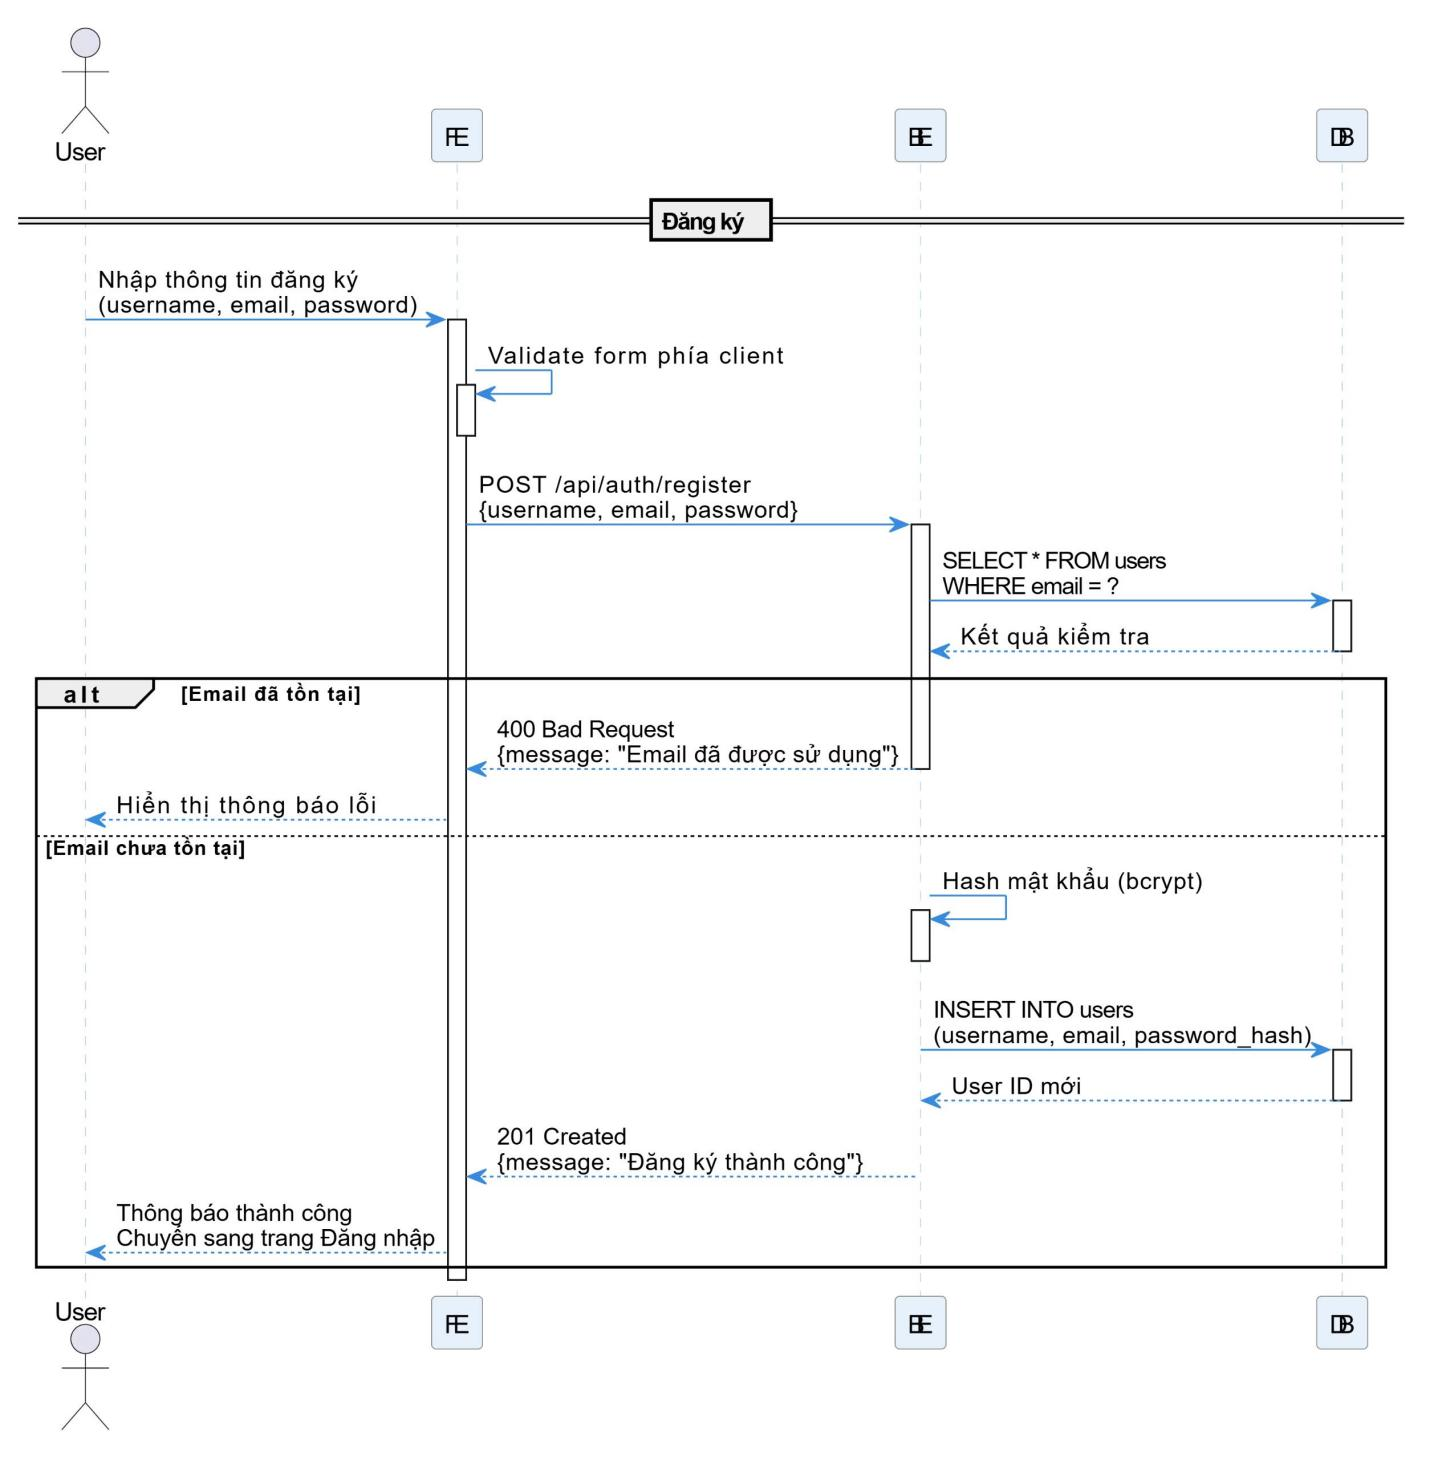 User
FE
BE
DB
Đăng ký
Nhập thông tin đăng ký
(username, email, password)
Validate form phía client
POST /api/auth/register
{username, email, password}
SELECT * FROM users
WHERE email = ?
Kết quả kiểm tra
alt
[Email đã tồn tại]
400 Bad Request
{message: "Email đã được sử dụng"}
Hiển thị thông báo lỗi
[Email chưa tồn tại]
Hash mật khẩu (bcrypt)
INSERT INTO users
(username, email, password_hash)
User ID mới
201 Created
{message: "Đăng ký thành công"}
Thông báo thành công
Chuyển sang trang Đăng nhập
User
FE
BE
DB